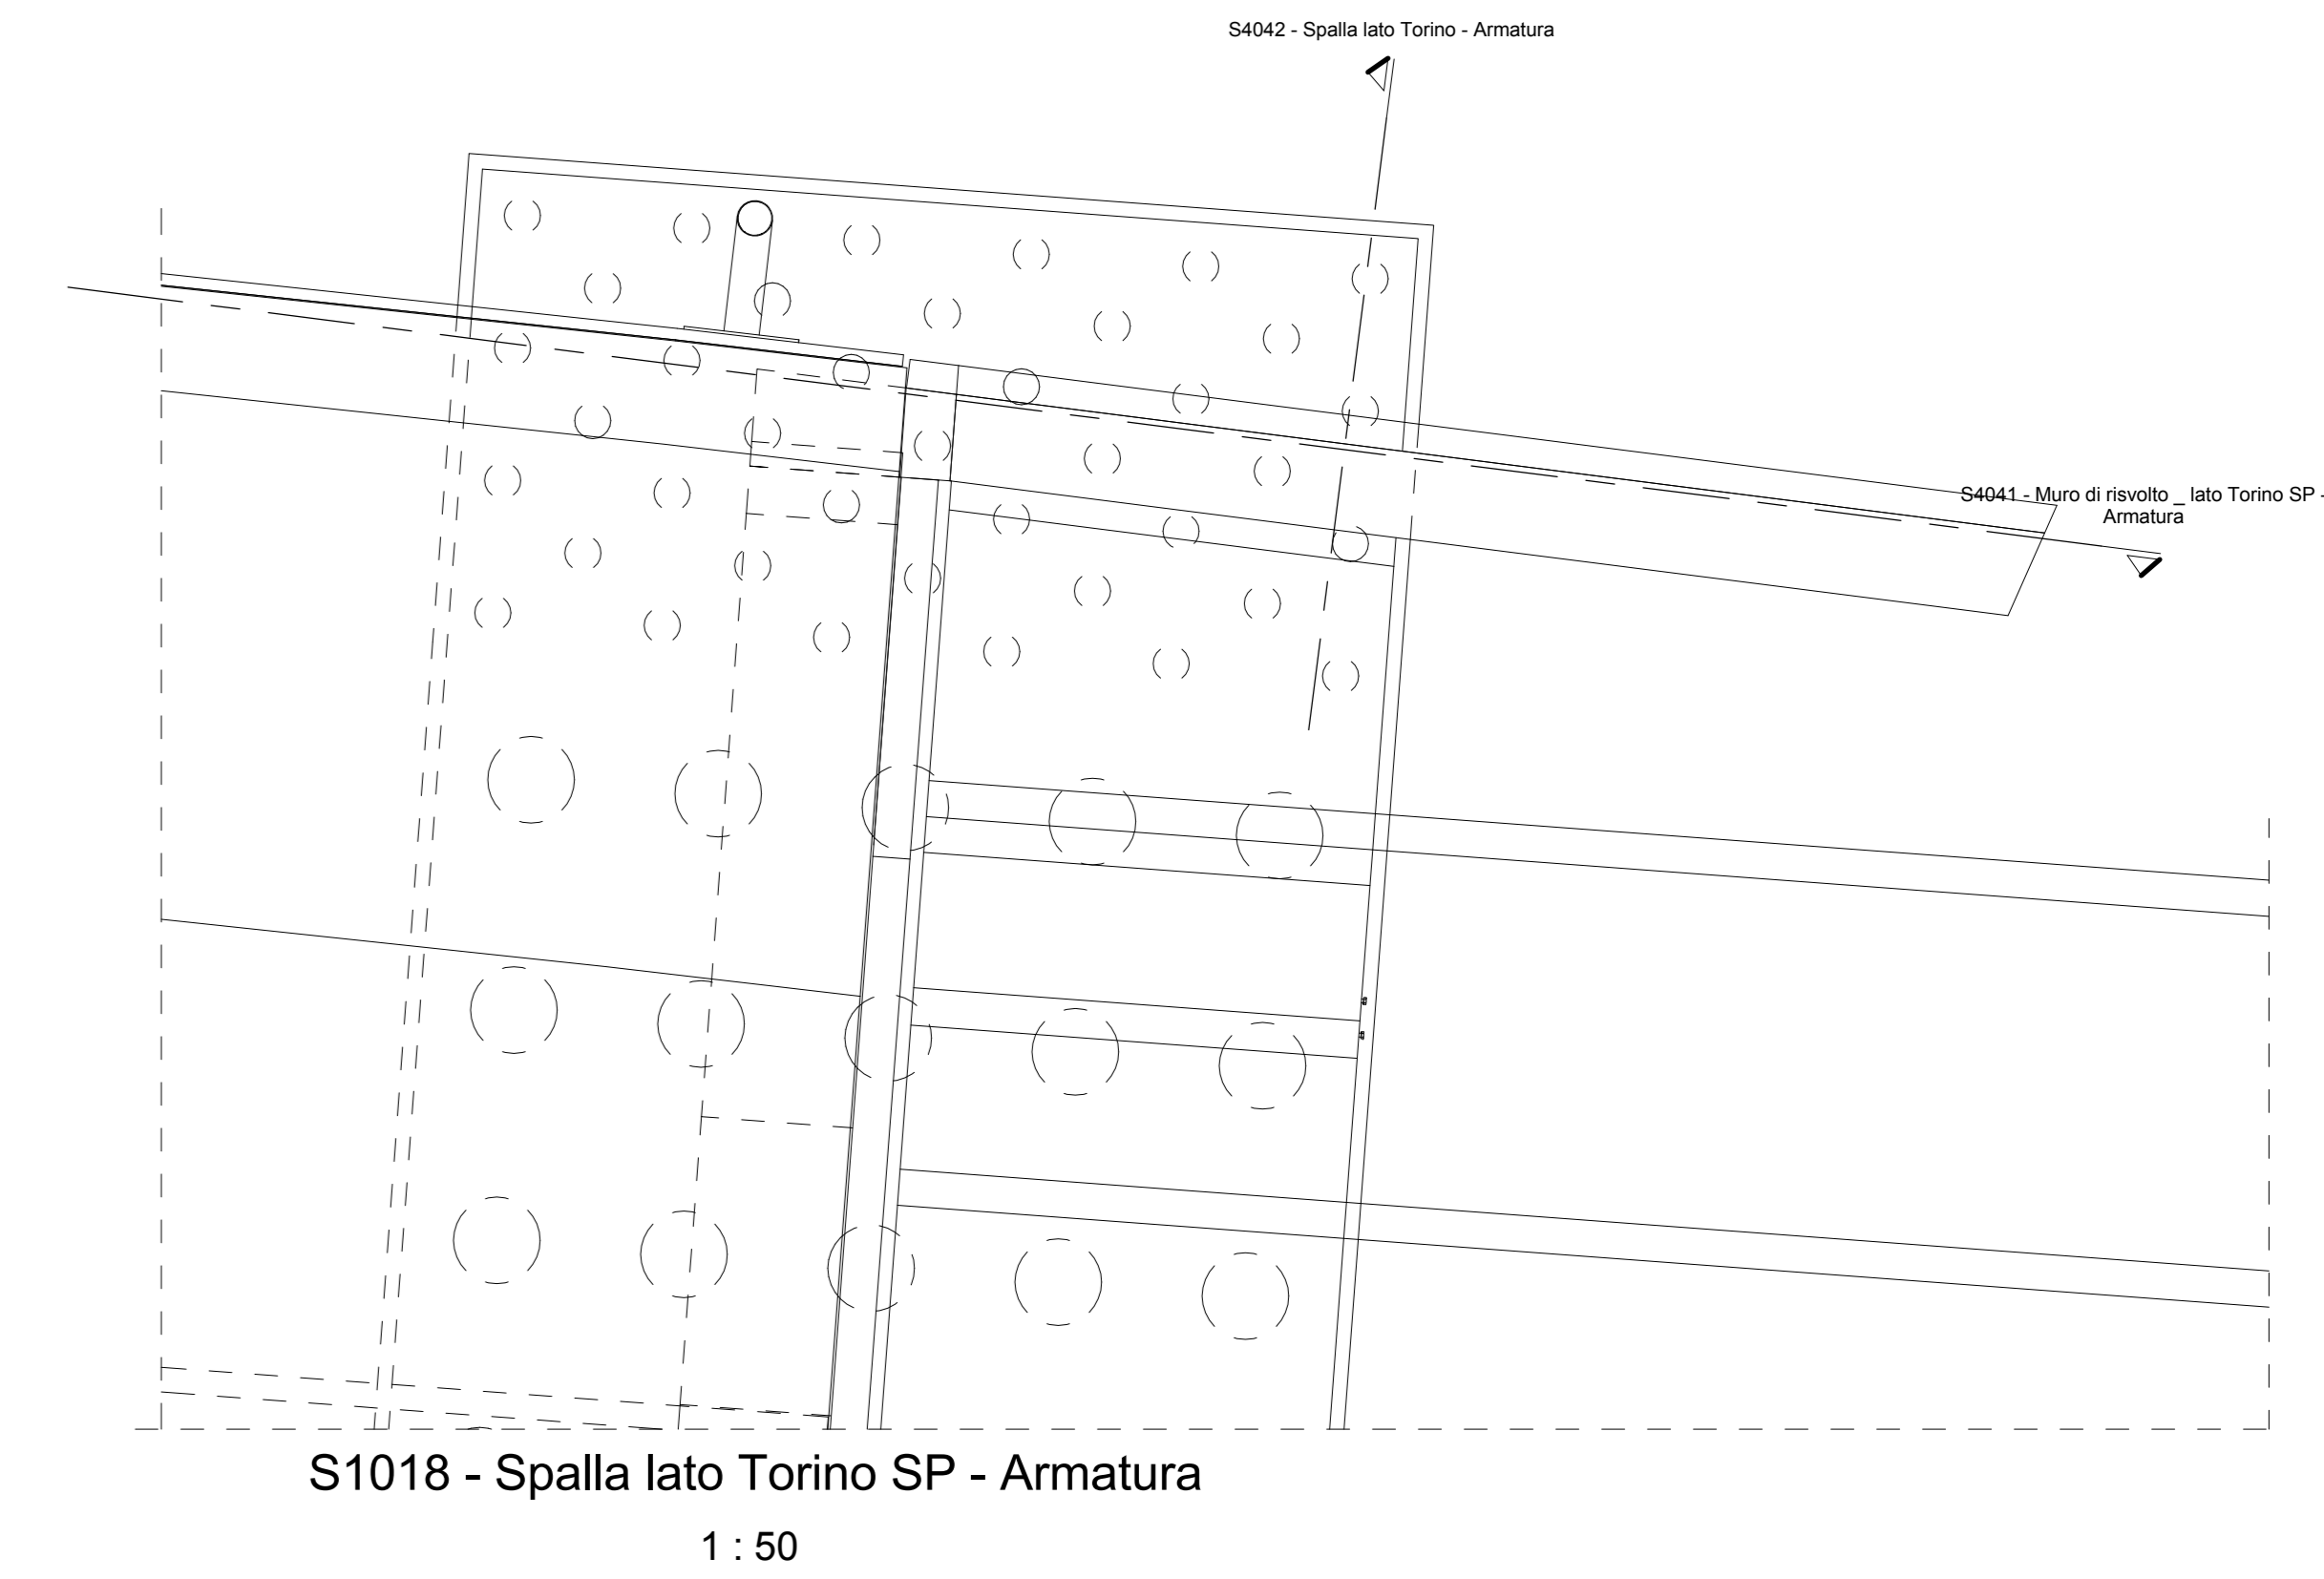 S4042 - Spalla lato Torino - Armatura
S4041 - Muro di risvolto _ lato Torino SP -
Armatura
S1018 - Spalla lato Torino SP - Armatura
1 : 50